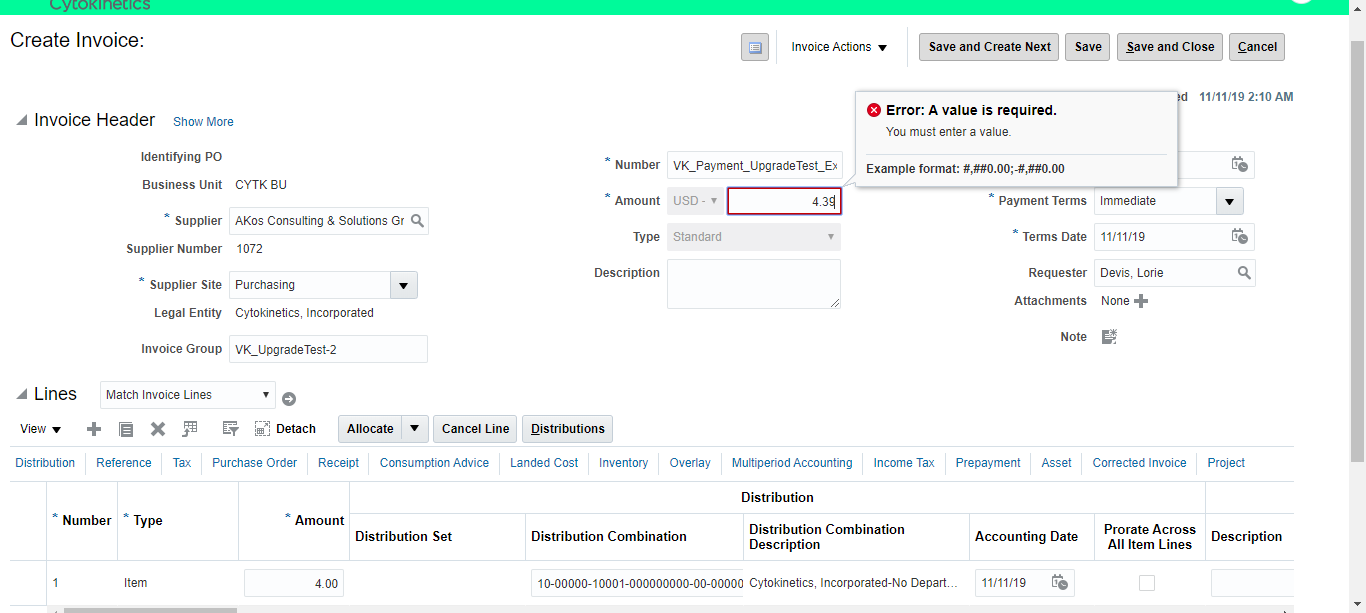 Cytokinetics
Create Invoice:
Invoice Actions
Save and Create Next
Save
Save and Close
Cancel
ed 11/11/19 2:10 AM
Error: A value is required.
You must enter a value.
Example format: #,##0.00;-#,##0.00
Invoice Header
Show More
Identifying PO
Business Unit CYTK BU
* Supplier AKos Consulting & Solutions Gr
Supplier Number 1072
* Supplier Site Purchasing
Legal Entity Cytokinetics, Incorporated
Invoice Group VK_UpgradeTest-2
* Number VK_Payment_UpgradeTest_Ex
* Amount USD - 4.39
Type Standard
Description
* Payment Terms Immediate
* Terms Date 11/11/19
Requester Devis, Lorie
Attachments None
Note
Lines
Match Invoice Lines
View
Detach
Allocate
Cancel Line
Distributions
Distribution Reference Tax Purchase Order Receipt Consumption Advice Landed Cost Inventory Overlay Multiperiod Accounting Income Tax Prepayment Asset Corrected Invoice Project
* Number
* Type
* Amount
Distribution
Distribution Set
Distribution Combination
Distribution Combination
Description
Accounting Date
Prorate Across
All Item Lines
Description
1 Item 4.00 10-00000-10001-000000000-00-00000 Cytokinetics, Incorporated-No Depart... 11/11/19